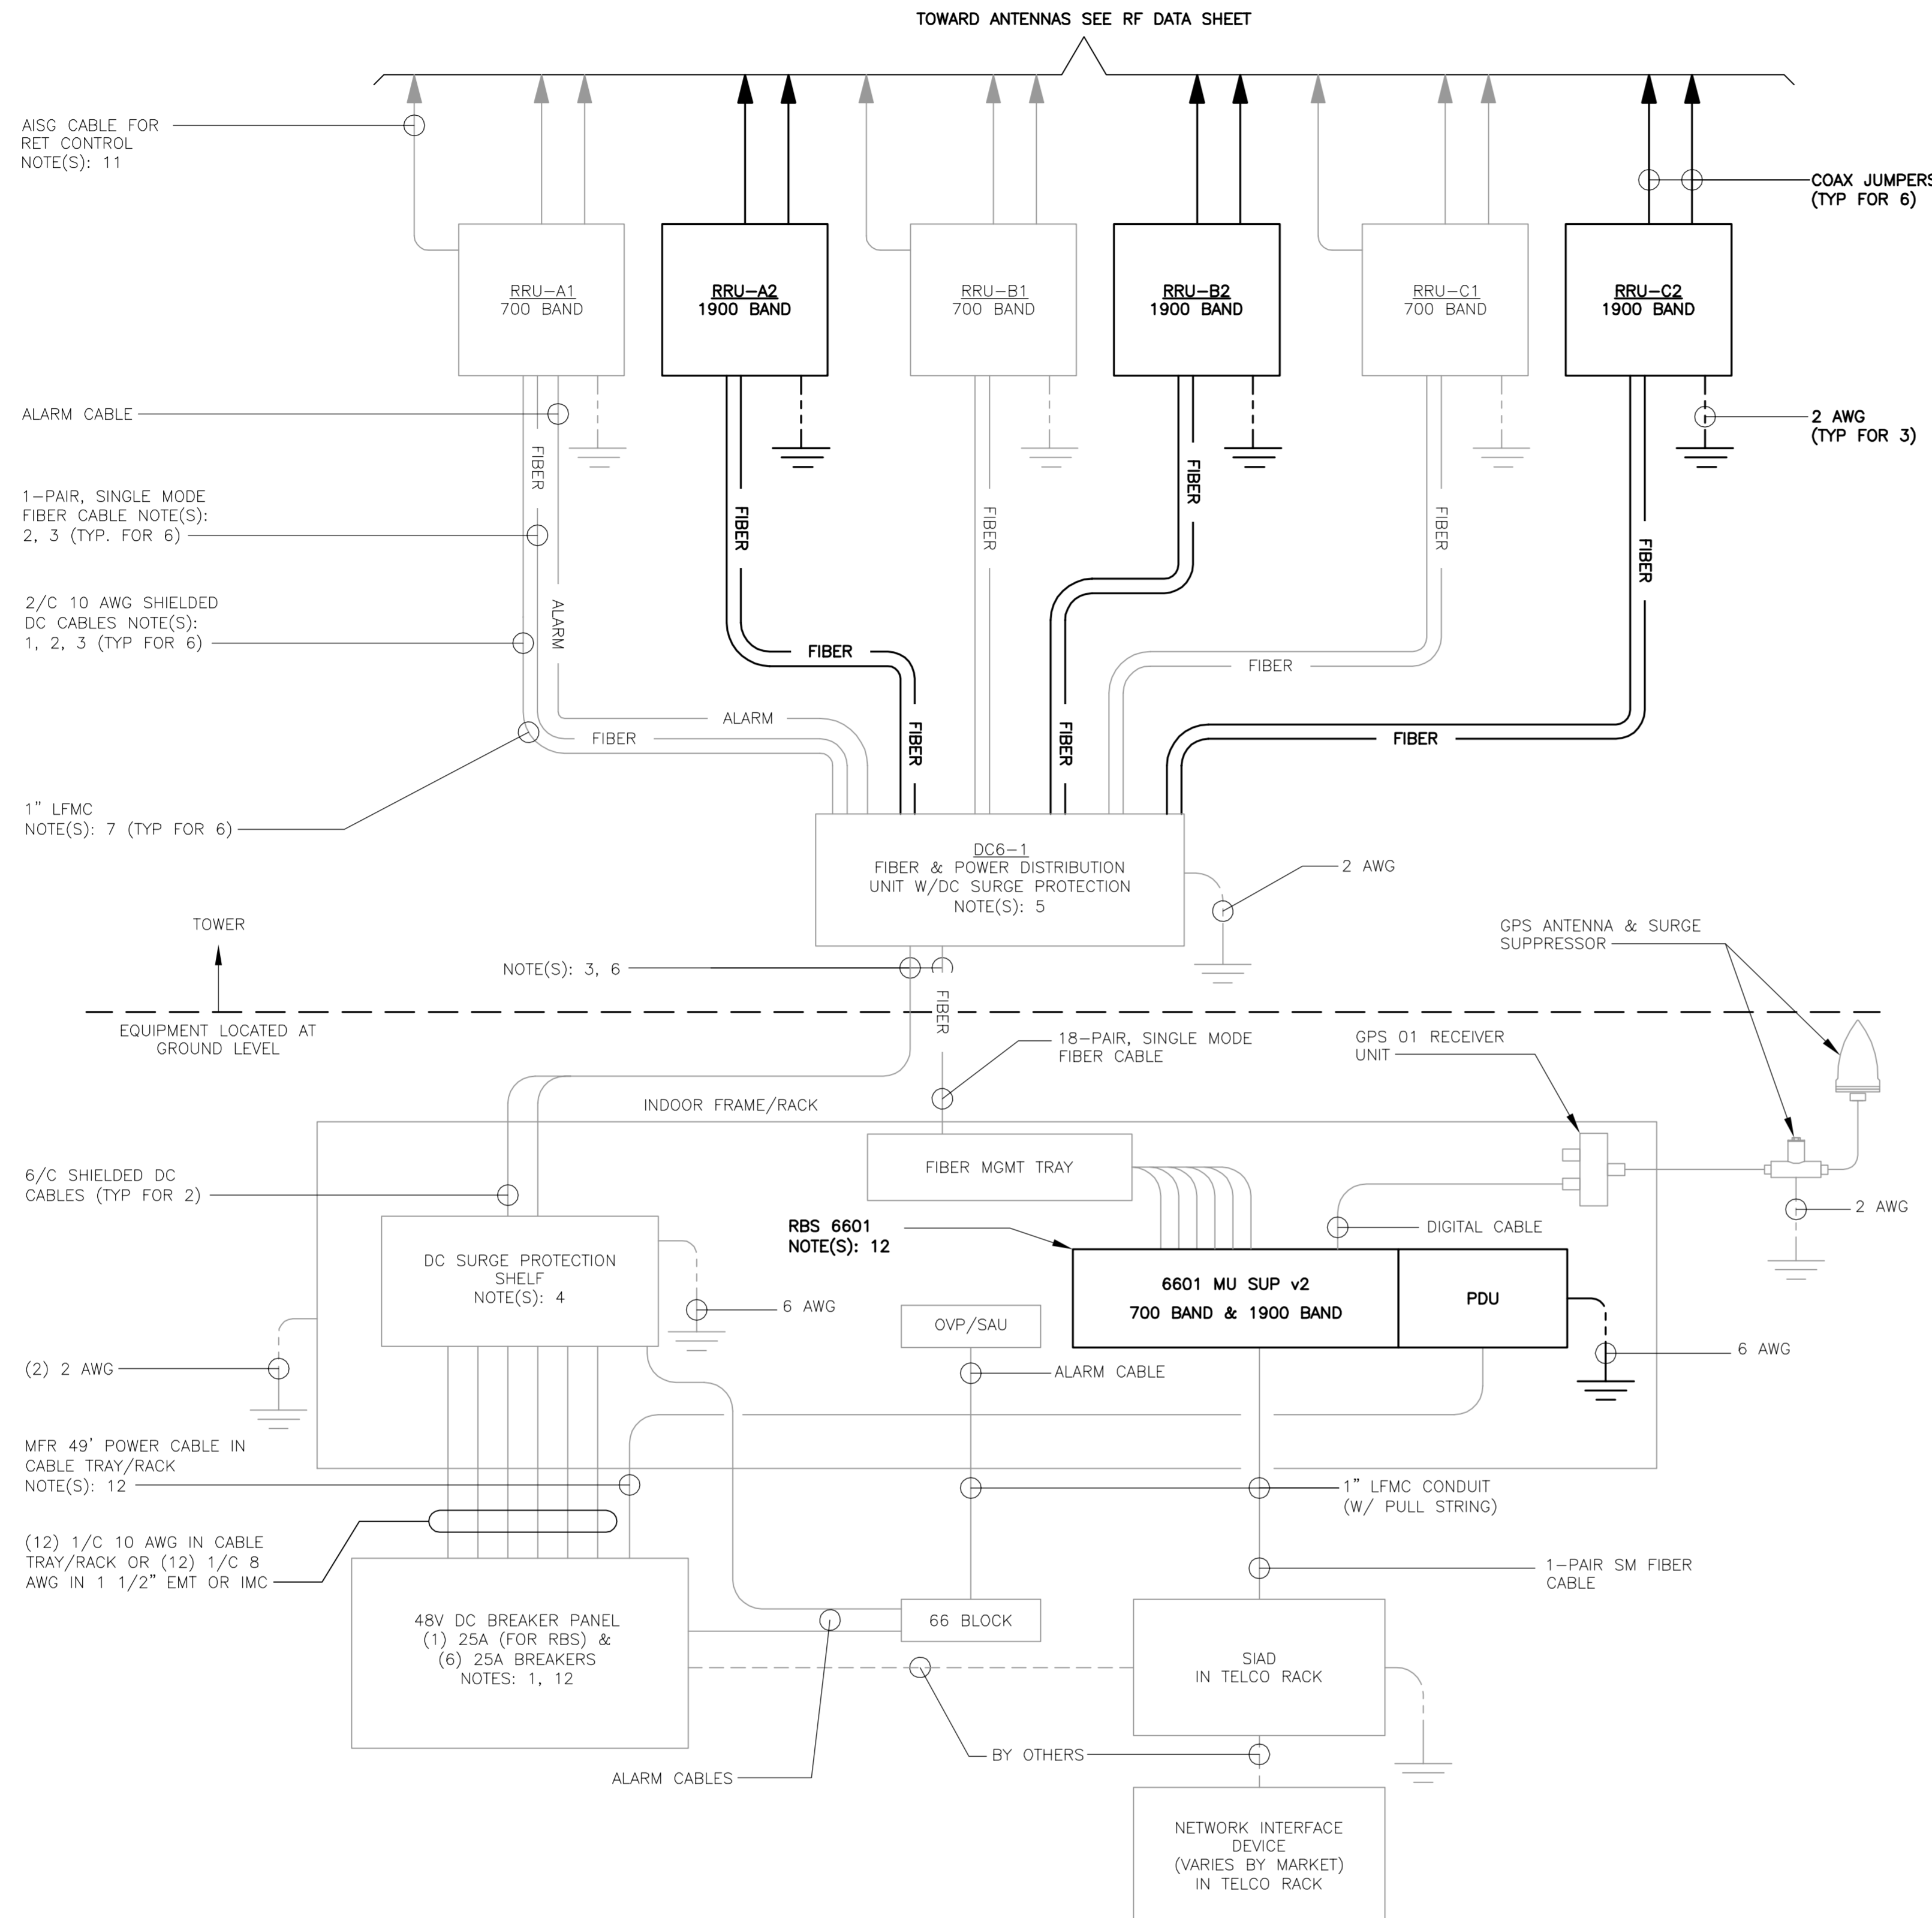 TOWARD ANTENNAS SEE RF DATA SHEET
AISG CABLE FOR
RET CONTROL
NOTE(S): 11
COAX JUMPERS
(TYP FOR 6)
RRU-A1
700 BAND
RRU-A2
1900 BAND
RRU-B1
700 BAND
RRU-B2
1900 BAND
RRU-C1
700 BAND
RRU-C2
1900 BAND
ALARM CABLE
2 AWG
(TYP FOR 3)
1-PAIR, SINGLE MODE
FIBER CABLE NOTE(S):
2, 3 (TYP. FOR 6)
FIBER
FIBER
FIBER
FIBER
FIBER
FIBER
2/C 10 AWG SHIELDED
DC CABLES NOTE(S):
1, 2, 3 (TYP FOR 6)
ALARM
FIBER
FIBER
ALARM
FIBER
FIBER
FIBER
FIBER
1" LFMC
NOTE(S): 7 (TYP FOR 6)
DC6-1
FIBER & POWER DISTRIBUTION
UNIT W/DC SURGE PROTECTION
NOTE(S): 5
2 AWG
TOWER
GPS ANTENNA & SURGE
SUPPRESSOR
NOTE(S): 3, 6
FIBER
EQUIPMENT LOCATED AT
GROUND LEVEL
18-PAIR, SINGLE MODE
FIBER CABLE
GPS 01 RECEIVER
UNIT
INDOOR FRAME/RACK
FIBER MGMT TRAY
6/C SHIELDED DC
CABLES (TYP FOR 2)
2 AWG
RBS 6601
NOTE(S): 12
DIGITAL CABLE
DC SURGE PROTECTION
SHELF
NOTE(S): 4
6601 MU SUP v2
700 BAND & 1900 BAND
PDU
6 AWG
OVP/SAU
6 AWG
(2) 2 AWG
ALARM CABLE
MFR 49' POWER CABLE IN
CABLE TRAY/RACK
NOTE(S): 12
1" LFMC CONDUIT
(W/ PULL STRING)
(12) 1/C 10 AWG IN CABLE
TRAY/RACK OR (12) 1/C 8
AWG IN 1 1/2" EMT OR IMC
1-PAIR SM FIBER
CABLE
48V DC BREAKER PANEL
(1) 25A (FOR RBS) &
(6) 25A BREAKERS
NOTES: 1, 12
66 BLOCK
SIAD
IN TELCO RACK
BY OTHERS
ALARM CABLES
NETWORK INTERFACE
DEVICE
(VARIES BY MARKET)
IN TELCO RACK